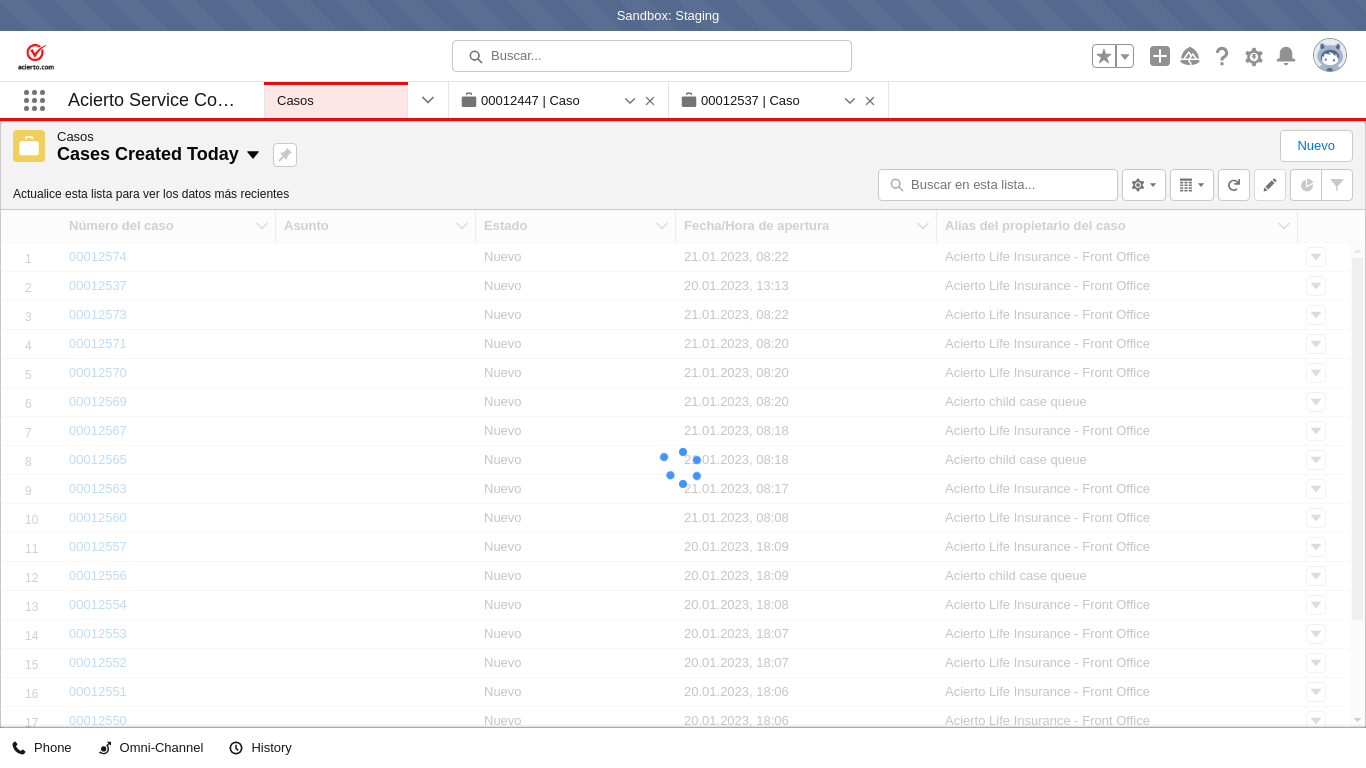 Sandbox: Staging
acierto.com
Buscar...
Acierto Service Co…
Casos
00012447 | Caso
00012537 | Caso
Casos
Cases Created Today
Nuevo
Actualice esta lista para ver los datos más recientes
Buscar en esta lista...
Número del caso Asunto Estado Fecha/Hora de apertura Alias del propietario del caso
1 00012574 Nuevo 21.01.2023, 08:22 Acierto Life Insurance - Front Office
2 00012537 Nuevo 20.01.2023, 13:13 Acierto Life Insurance - Front Office
3 00012573 Nuevo 21.01.2023, 08:22 Acierto Life Insurance - Front Office
4 00012571 Nuevo 21.01.2023, 08:20 Acierto Life Insurance - Front Office
5 00012570 Nuevo 21.01.2023, 08:20 Acierto Life Insurance - Front Office
6 00012569 Nuevo 21.01.2023, 08:20 Acierto child case queue
7 00012567 Nuevo 21.01.2023, 08:18 Acierto Life Insurance - Front Office
8 00012565 Nuevo 21.01.2023, 08:18 Acierto child case queue
9 00012563 Nuevo 21.01.2023, 08:17 Acierto Life Insurance - Front Office
10 00012560 Nuevo 21.01.2023, 08:08 Acierto Life Insurance - Front Office
11 00012557 Nuevo 20.01.2023, 18:09 Acierto Life Insurance - Front Office
12 00012556 Nuevo 20.01.2023, 18:09 Acierto child case queue
13 00012554 Nuevo 20.01.2023, 18:08 Acierto Life Insurance - Front Office
14 00012553 Nuevo 20.01.2023, 18:07 Acierto Life Insurance - Front Office
15 00012552 Nuevo 20.01.2023, 18:07 Acierto Life Insurance - Front Office
16 00012551 Nuevo 20.01.2023, 18:06 Acierto Life Insurance - Front Office
17 00012550 Nuevo 20.01.2023, 18:06 Acierto Life Insurance - Front Office
Phone
Omni-Channel
History